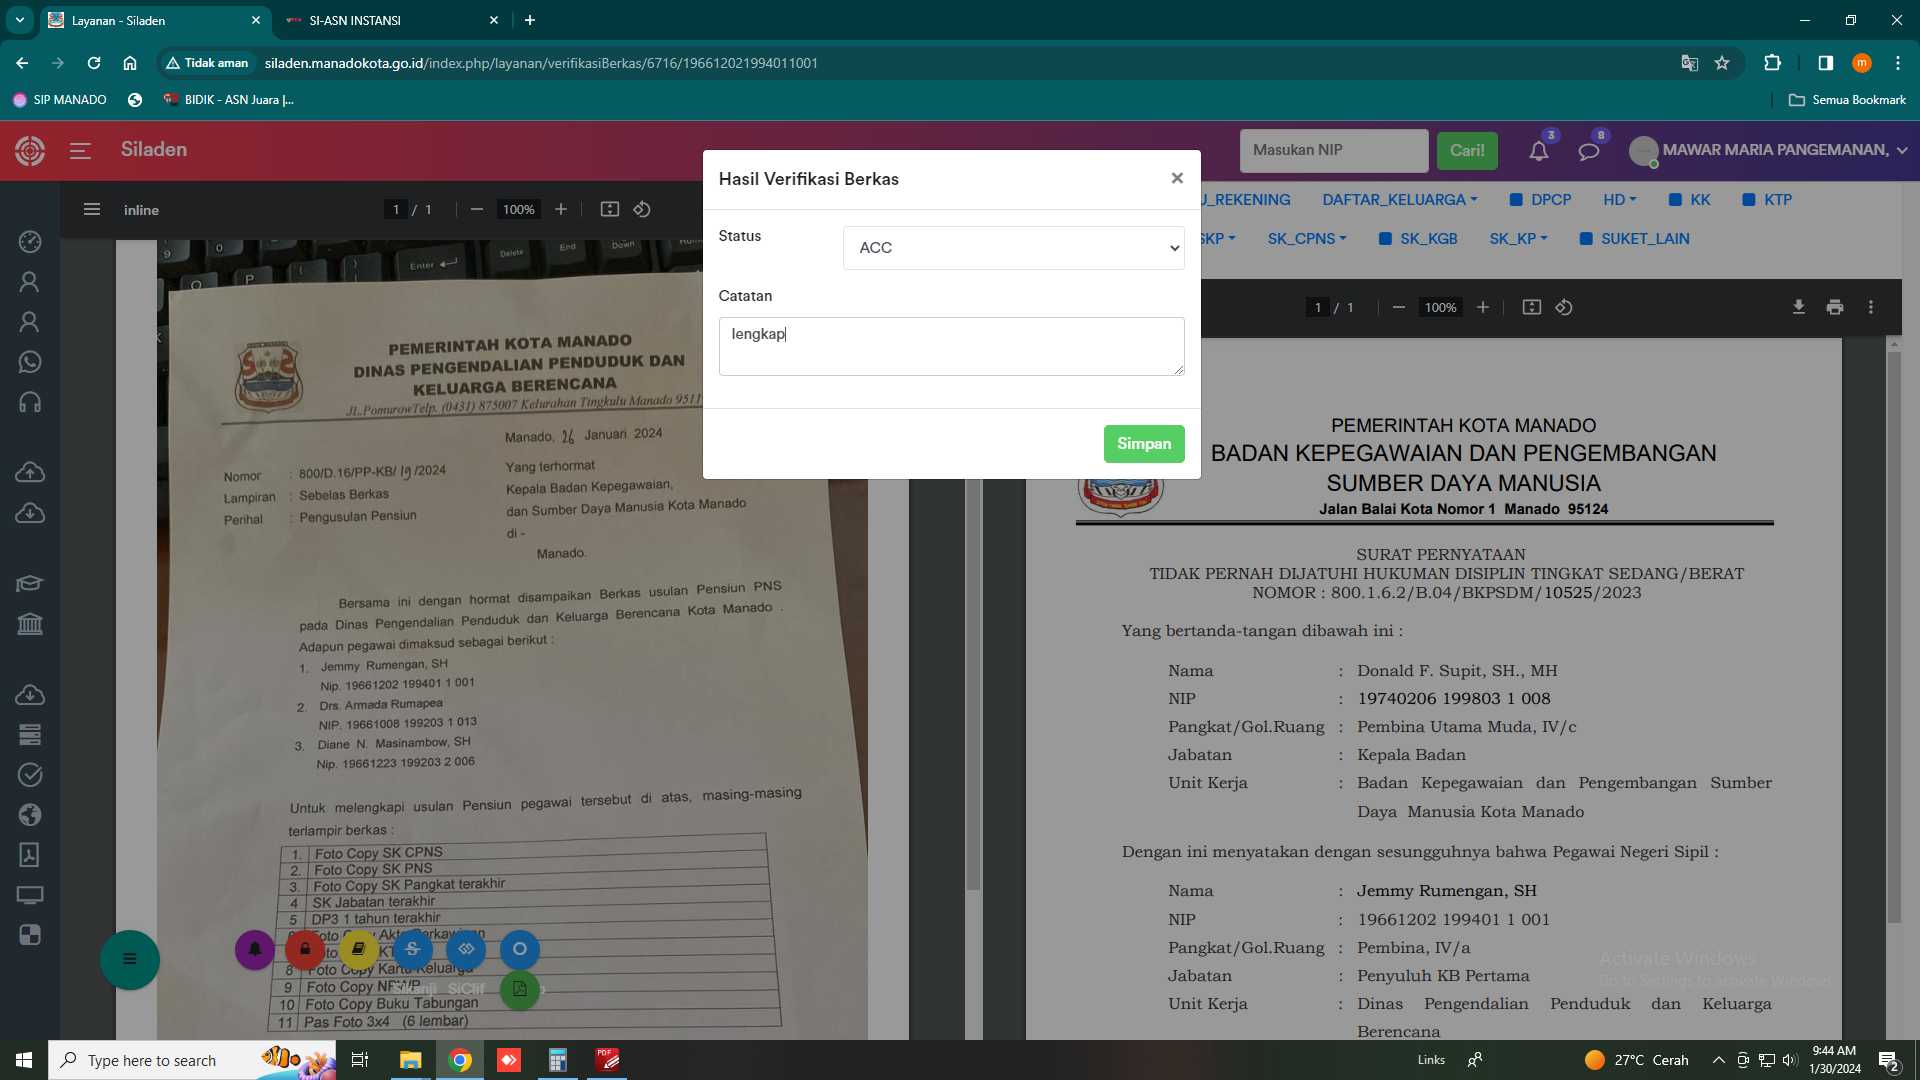 Layanan - Siladen
SI-ASN INSTANSI
Tidak aman
siladen.manadokota.go.id/index.php/layanan/verifikasiBerkas/6716/196612021994011001
SIP MANADO
BIDIK - ASN Juara |...
Semua Bookmark
Siladen
Masukan NIP
Cari!
3
8
MAWAR MARIA PANGEMANAN,
inline
1 / 1
100%
Hasil Verifikasi Berkas
Status
ACC
Catatan
lengkap
Simpan
U_REKENING
DAFTAR_KELUARGA
DPCP
HD
KK
KTP
SKP
SK_CPNS
SK_KGB
SK_KP
SUKET_LAIN
1 / 1
100%
Enter
Delete
End
Down
PEMERINTAH KOTA MANADO
DINAS PENGENDALIAN PENDUDUK DAN
KELUARGA BERENCANA
JL.PomurowTelp. (0431) 875007 Kelurahan Tingkulu Manado 9511
Manado, 26 Januari 2024
Nomor : 800/D.16/PP-KB/ 19 /2024
Lampiran : Sebelas Berkas
Perihal : Pengusulan Pensiun
Yang terhormat
Kepala Badan Kepegawaian,
dan Sumber Daya Manusia Kota Manado
di -
Manado.
Bersama ini dengan hormat disampaikan Berkas usulan Pensiun PNS
pada Dinas Pengendalian Penduduk dan Keluarga Berencana Kota Manado .
Adapun pegawai dimaksud sebagai berikut :
1. Jemmy Rumengan, SH
Nip. 19661202 199401 1 001
2. Drs. Armada Rumapea
NIP. 19661008 199203 1 013
3. Diane N. Masinambow, SH
Nip. 19661223 199203 2 006
Untuk melengkapi usulan Pensiun pegawai tersebut di atas, masing-masing
terlampir berkas :
1. Foto Copy SK CPNS
2. Foto Copy SK PNS
3. Foto Copy SK Pangkat terakhir
4 SK Jabatan terakhir
5 DP3 1 tahun terakhir
8 Foto Copy Kartu Keluarga
9 Foto Copy NPWP
10 Foto Copy Buku Tabungan
11 Pas Foto 3x4 (6 lembar)
SiClif
PEMERINTAH KOTA MANADO
BADAN KEPEGAWAIAN DAN PENGEMBANGAN
SUMBER DAYA MANUSIA
Jalan Balai Kota Nomor 1 Manado 95124
SURAT PERNYATAAN
TIDAK PERNAH DIJATUHI HUKUMAN DISIPLIN TINGKAT SEDANG/BERAT
NOMOR : 800.1.6.2/B.04/BKPSDM/10525/2023
Yang bertanda-tangan dibawah ini :
Nama : Donald F. Supit, SH., MH
NIP : 19740206 199803 1 008
Pangkat/Gol.Ruang : Pembina Utama Muda, IV/c
Jabatan : Kepala Badan
Unit Kerja : Badan Kepegawaian dan Pengembangan Sumber
Daya Manusia Kota Manado
Dengan ini menyatakan dengan sesungguhnya bahwa Pegawai Negeri Sipil :
Nama : Jemmy Rumengan, SH
NIP : 19661202 199401 1 001
Pangkat/Gol.Ruang : Pembina, IV/a
Jabatan : Penyuluh KB Pertama
Unit Kerja : Dinas Pengendalian Penduduk dan Keluarga
Berencana
Activate Windows
Go to Settings to activate Windows.
Type here to search
Links
27°C Cerah
9:44 AM
1/30/2024
2